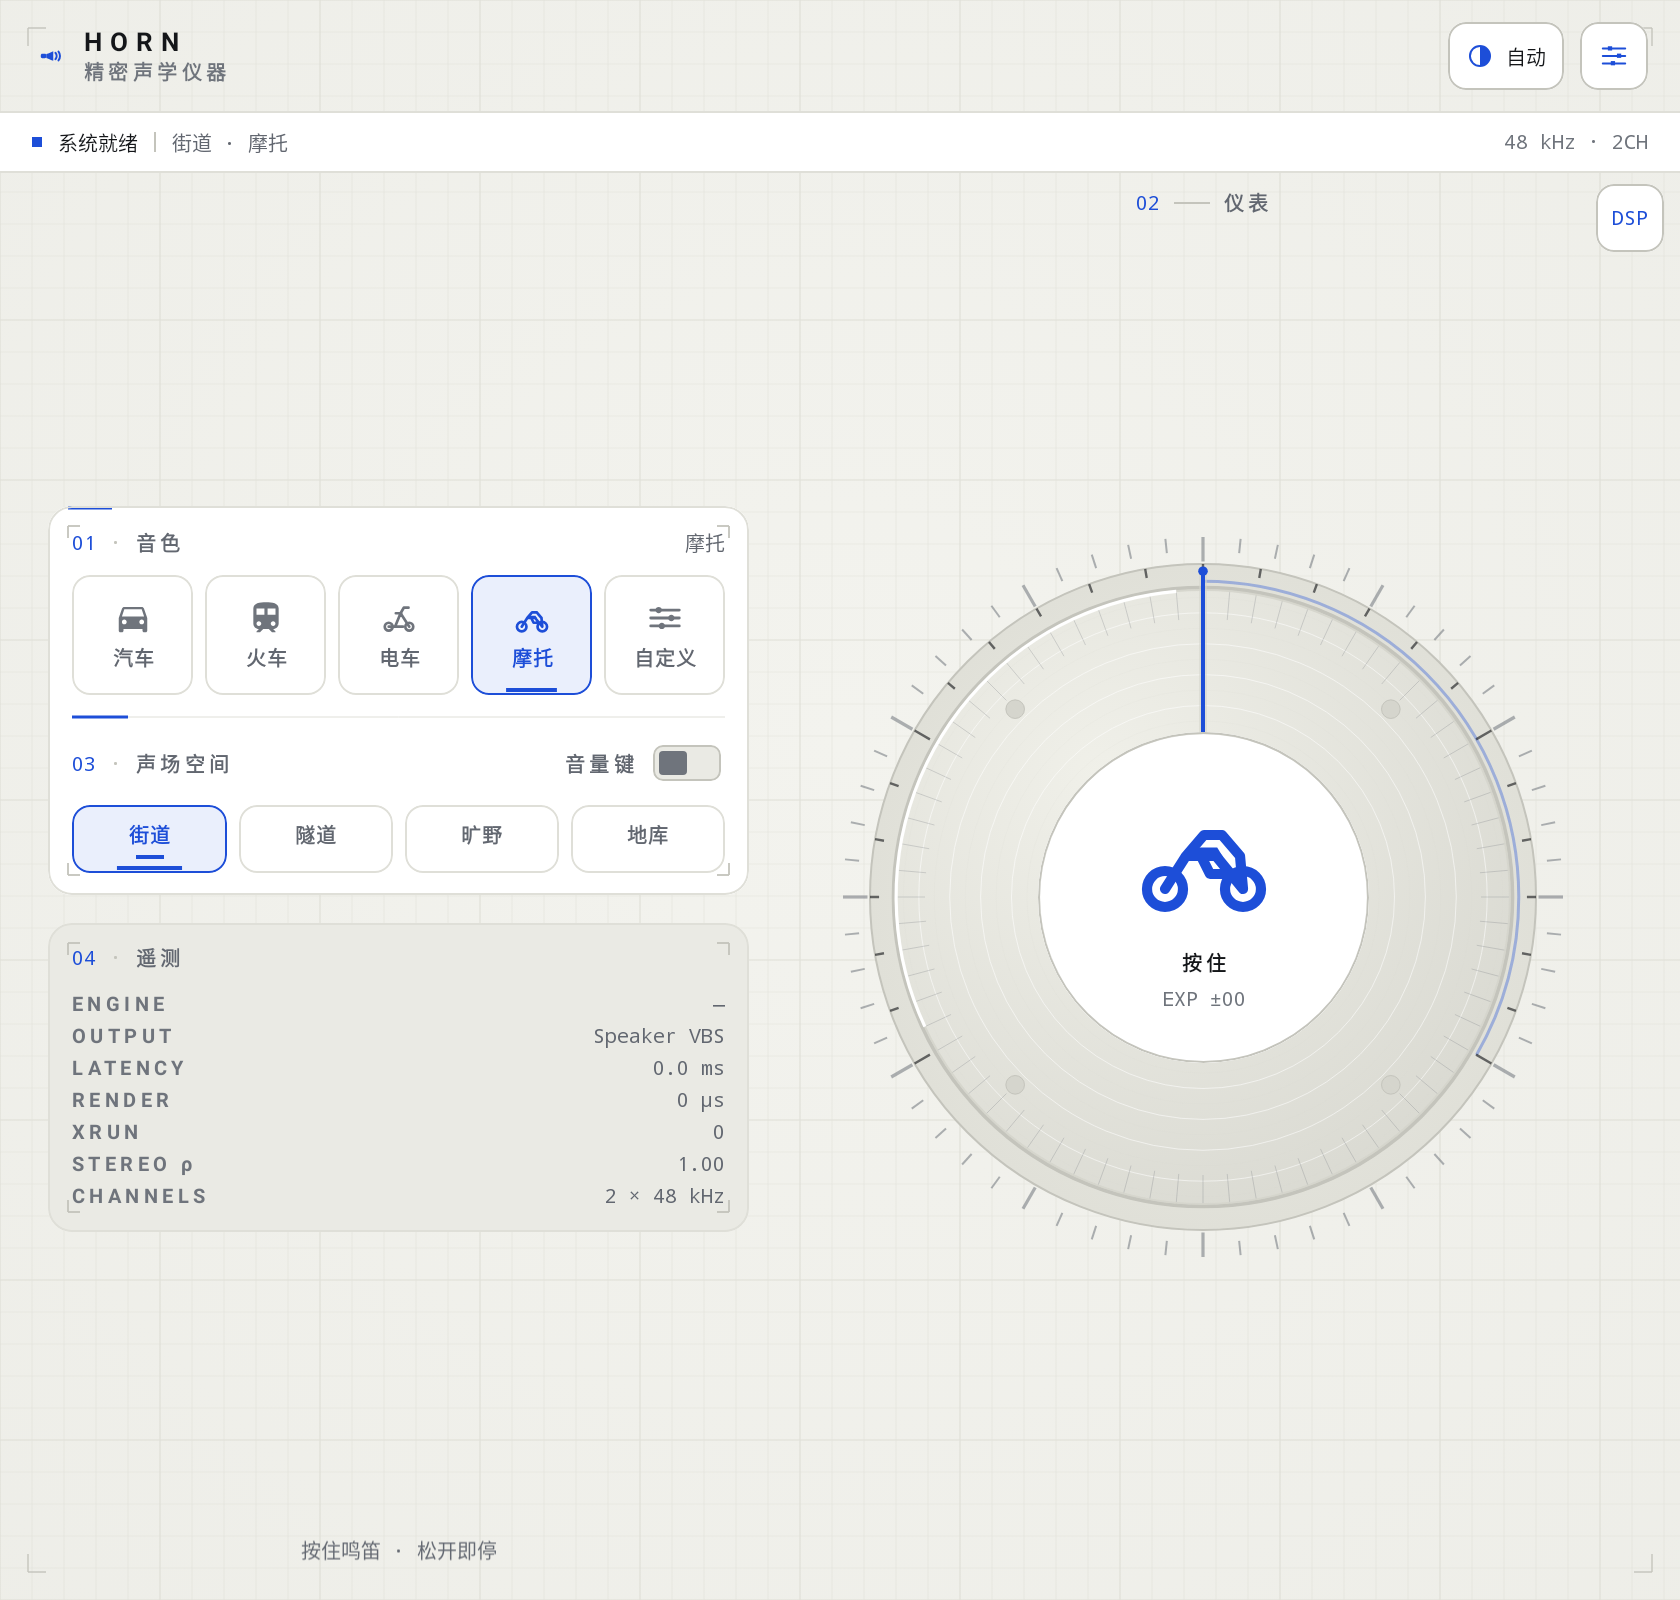 HORN
精密声学仪器
自动
系统就绪 | 街道 · 摩托
48 kHz · 2CH
02 — 仪表
DSP
01 · 音色
摩托
汽车
火车
电车
摩托
自定义
03 · 声场空间
音量键
街道
隧道
旷野
地库
04 · 遥测
ENGINE —
OUTPUT Speaker VBS
LATENCY 0.0 ms
RENDER 0 µs
XRUN 0
STEREO ρ 1.00
CHANNELS 2 × 48 kHz
按住
EXP ±00
按住鸣笛 · 松开即停